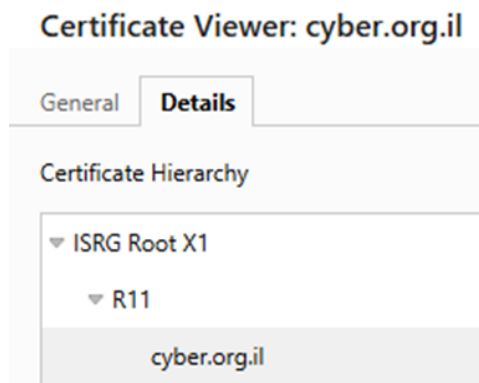 Certificate Viewer: cyber.org.il
General Details
Certificate Hierarchy
ISRG Root X1
R11
cyber.org.il